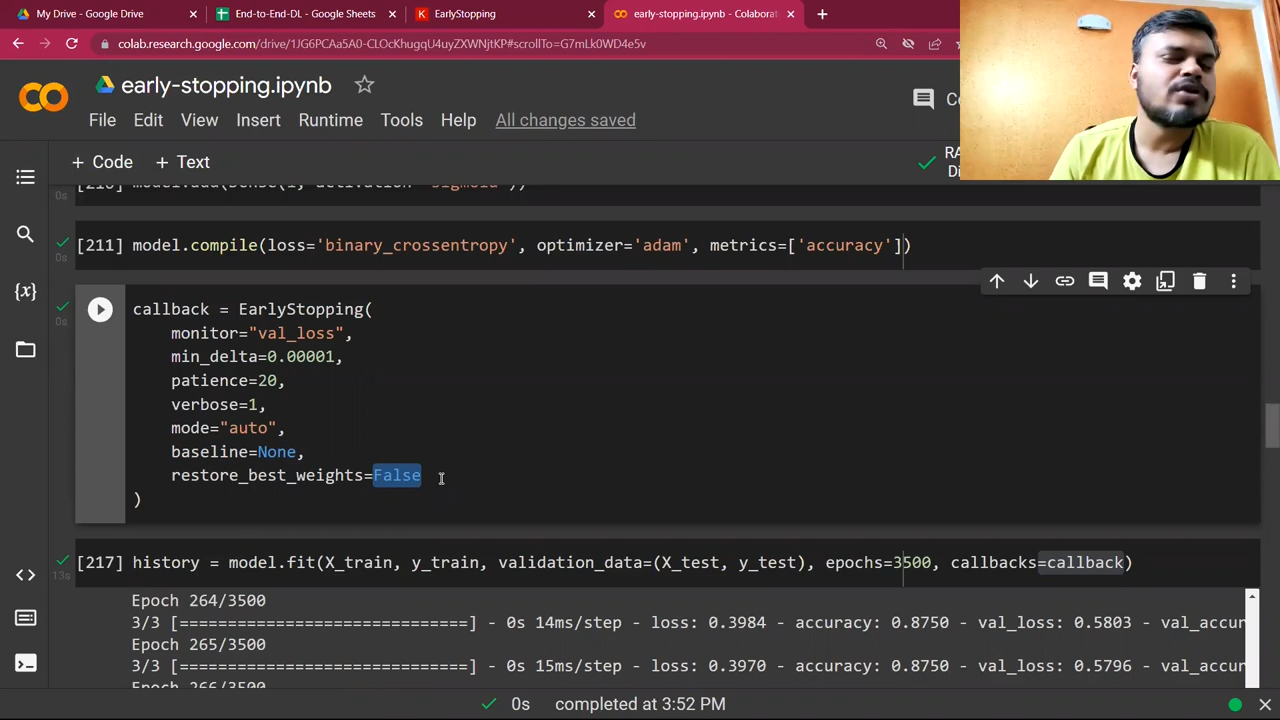 My Drive - Google Drive
End-to-End-DL - Google Sheets
EarlyStopping
early-stopping.ipynb - Colaborat
colab.research.google.com/drive/1JG6PCAa5A0-CLOcKhugqU4uyZXWNjtKP#scrollTo=G7mLk0WD4e5v
early-stopping.ipynb
File Edit View Insert Runtime Tools Help All changes saved
+ Code + Text
[211] model.compile(loss='binary_crossentropy', optimizer='adam', metrics=['accuracy'])
0s
callback = EarlyStopping(
0s
monitor="val_loss",
min_delta=0.00001,
patience=20,
verbose=1,
mode="auto",
baseline=None,
restore_best_weights=False
)
[217] history = model.fit(X_train, y_train, validation_data=(X_test, y_test), epochs=3500, callbacks=callback)
13s
Epoch 264/3500
3/3 [==============================] - 0s 14ms/step - loss: 0.3984 - accuracy: 0.8750 - val_loss: 0.5803 - val_accur
Epoch 265/3500
3/3 [==============================] - 0s 15ms/step - loss: 0.3970 - accuracy: 0.8750 - val_loss: 0.5796 - val_accur
Epoch 266/3500
0s completed at 3:52 PM